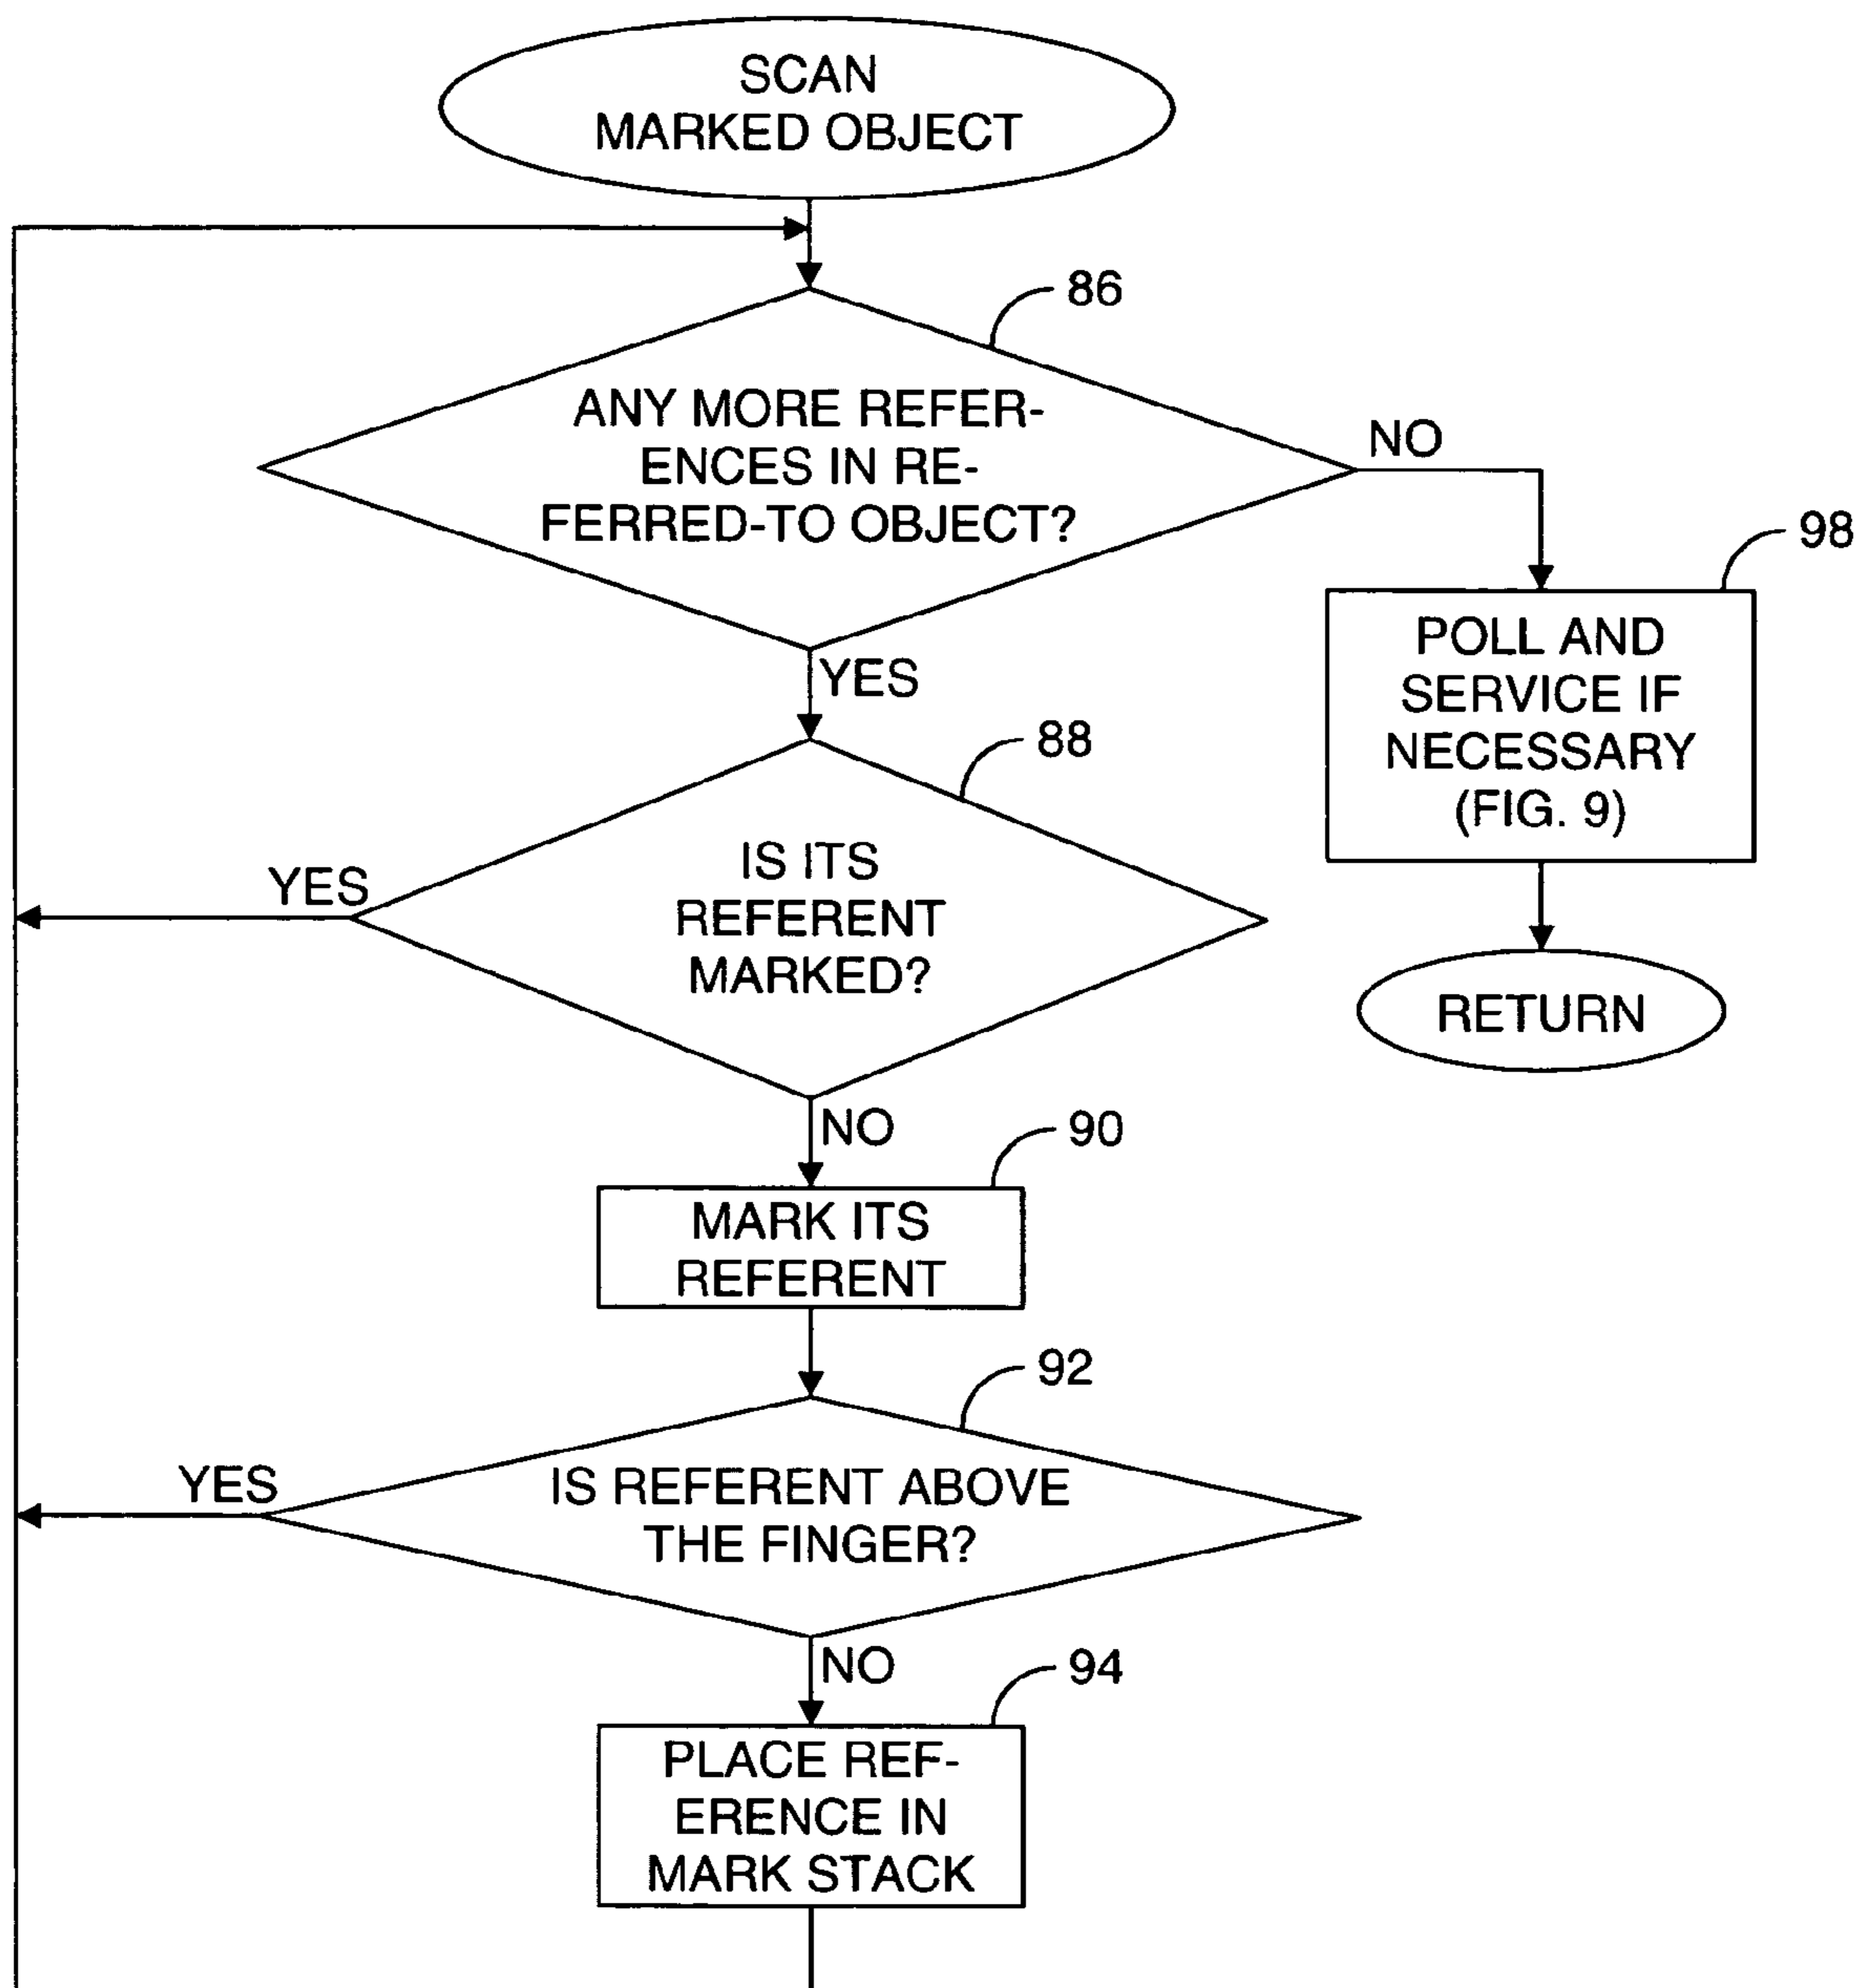 SCAN
MARKED OBJECT
86
ANY MORE REFER-
ENCES IN RE-
FERRED-TO OBJECT?
NO
98
POLL AND
SERVICE IF
NECESSARY
(FIG. 9)
RETURN
YES
88
IS ITS
REFERENT
MARKED?
YES
NO
90
MARK ITS
REFERENT
92
IS REFERENT ABOVE
THE FINGER?
YES
NO
94
PLACE REF-
ERENCE IN
MARK STACK